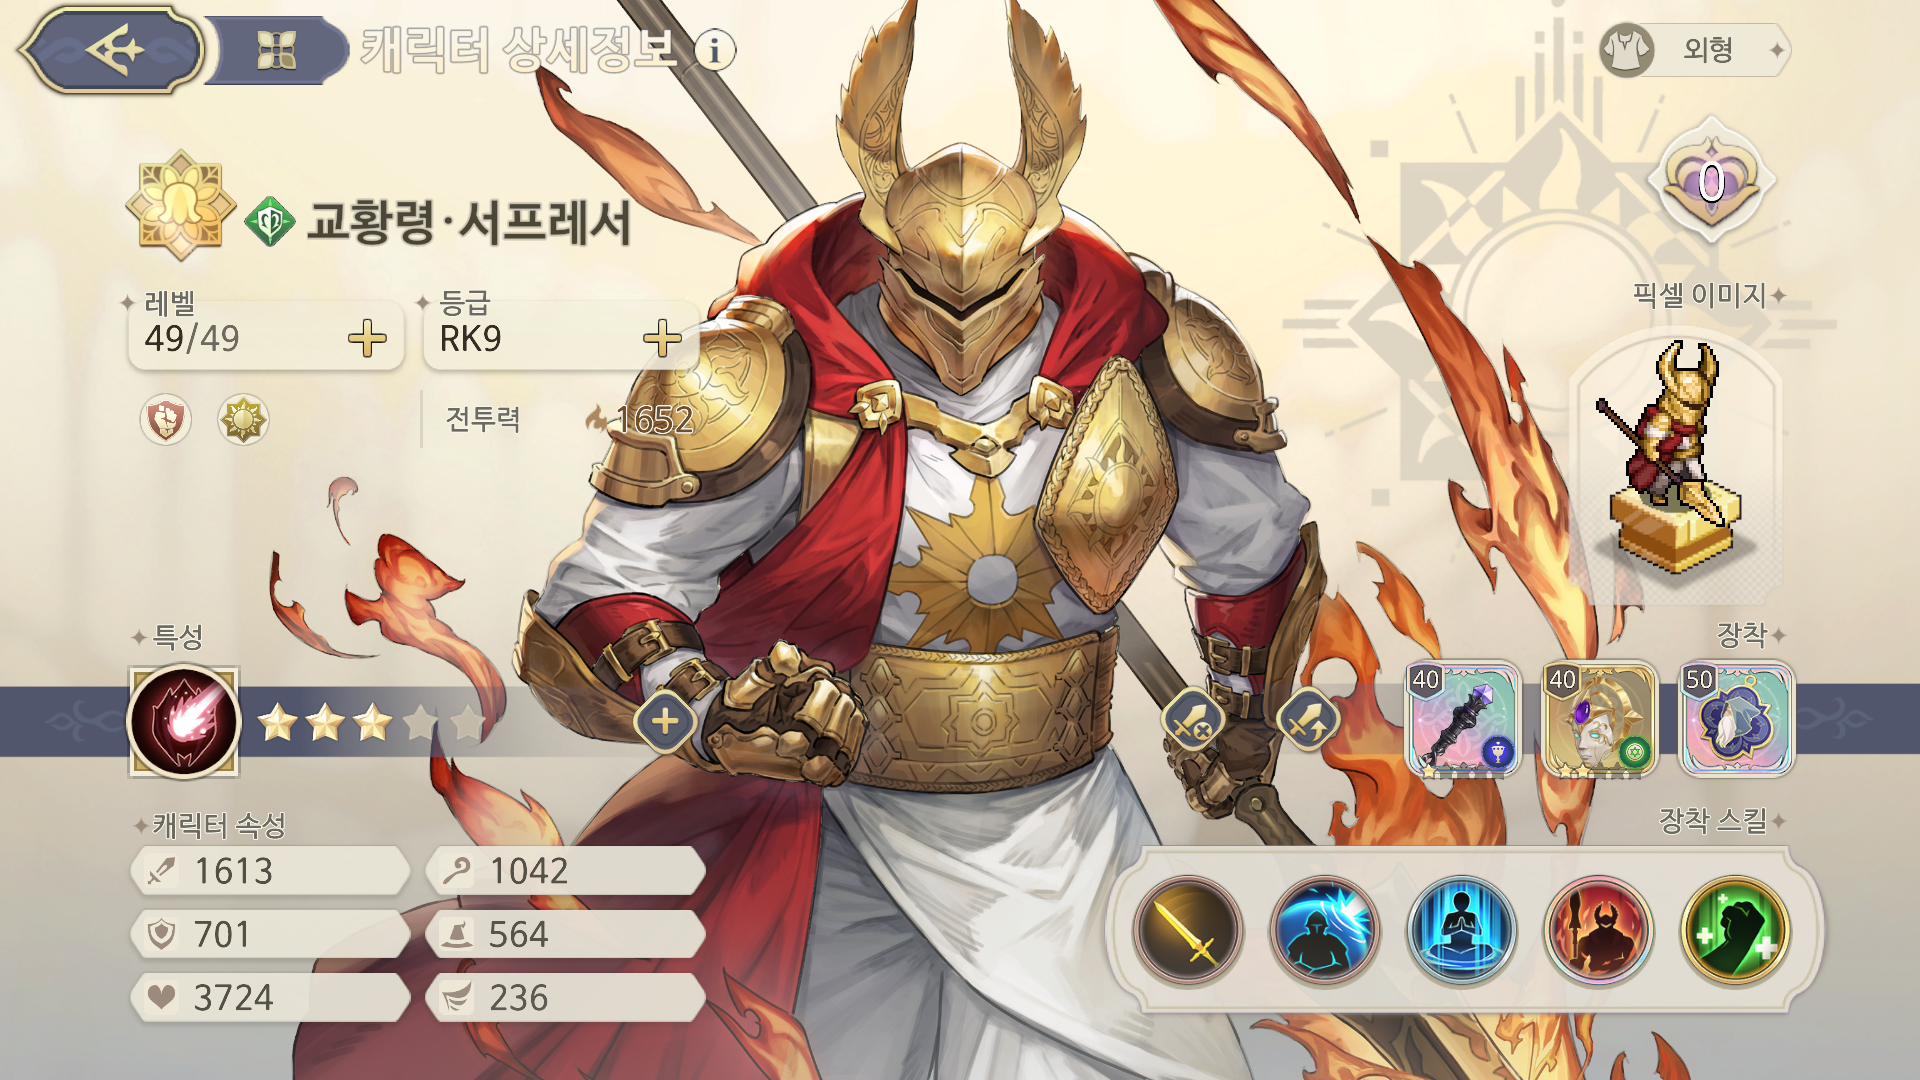 캐릭터 상세정보 i
외형
0
교황령·서프레서
레벨
49/49
등급
RK9
전투력 1652
픽셀 이미지
특성
장착
40 40 50
캐릭터 속성
장착 스킬
1613 1042
701 564
3724 236